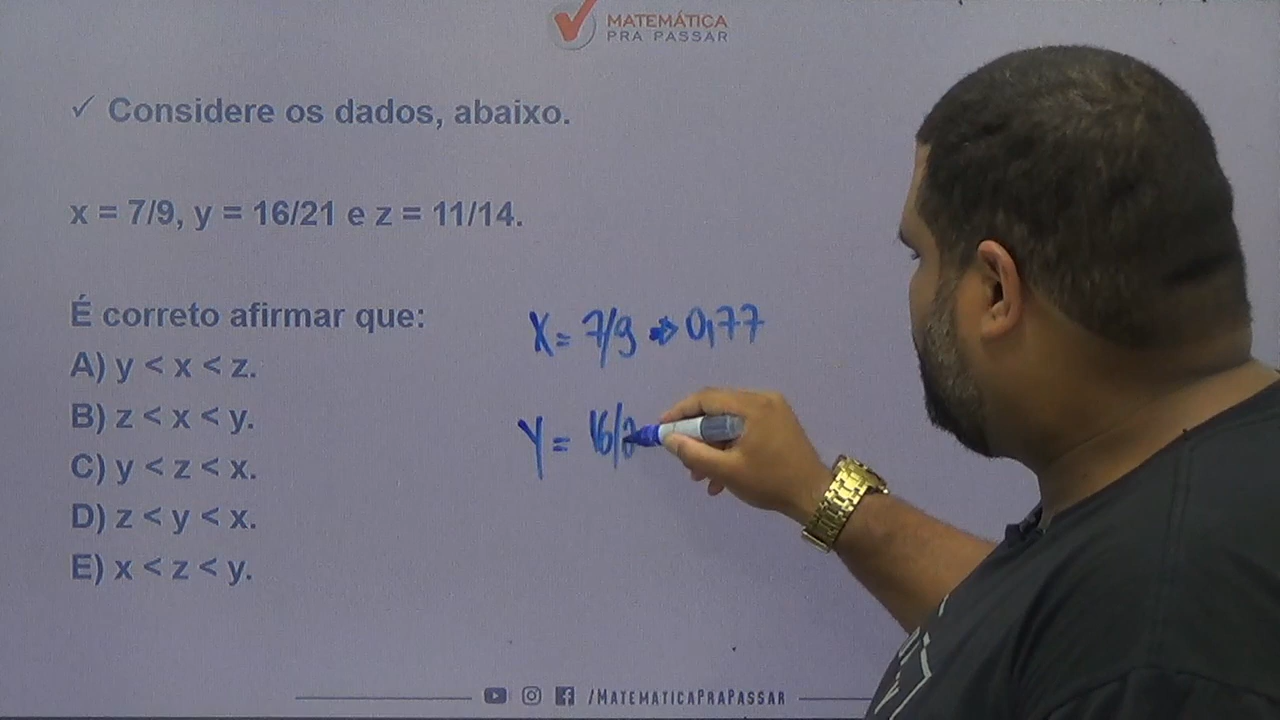 MATEMÁTICA
PRA PASSAR
✓ Considere os dados, abaixo.
x = 7/9, y = 16/21 e z = 11/14.
É correto afirmar que:
A) y < x < z.
B) z < x < y.
C) y < z < x.
D) z < y < x.
E) x < z < y.
X = 7/9 ⇒ 0,77
Y = 16/2
/MATEMATICAPRAPASSAR